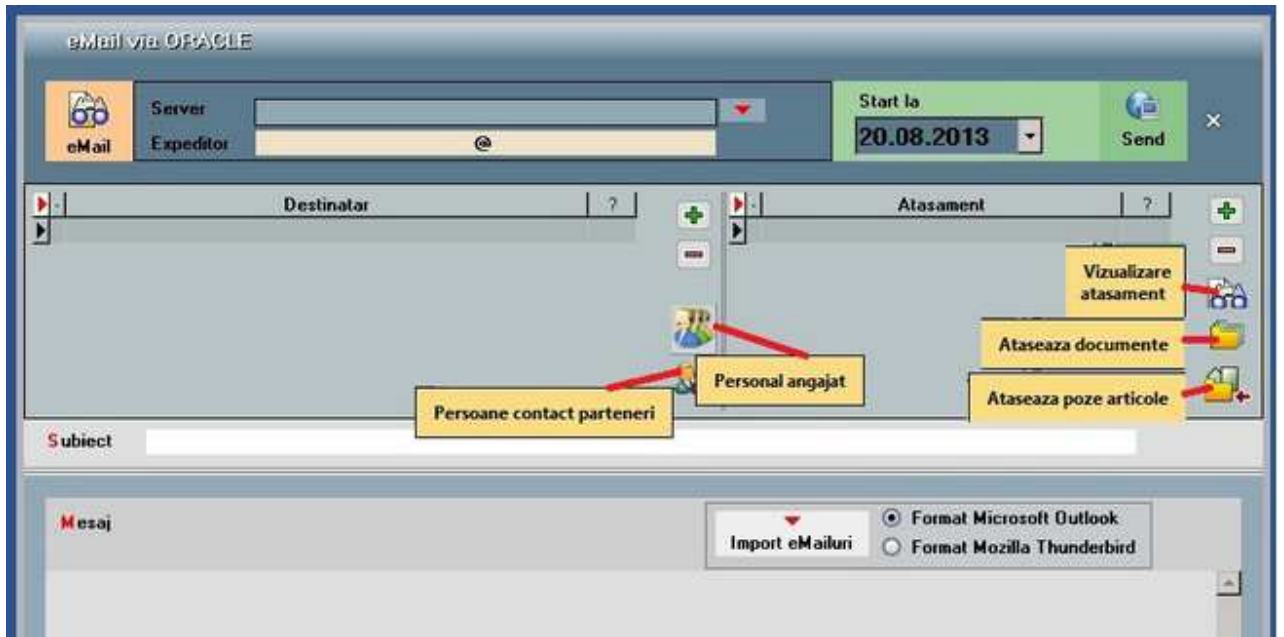 eMail via ORACLE
Server
Start la
eMail
Expeditor
@
20.08.2013
Send
Destinatar ?
Atasament ?
Vizualizare
atasament
Ataseaza documente
Personal angajat
Ataseaza poze articole
Persoane contact parteneri
Subiect
Mesaj
Import eMailuri
Format Microsoft Outlook
Format Mozilla Thunderbird